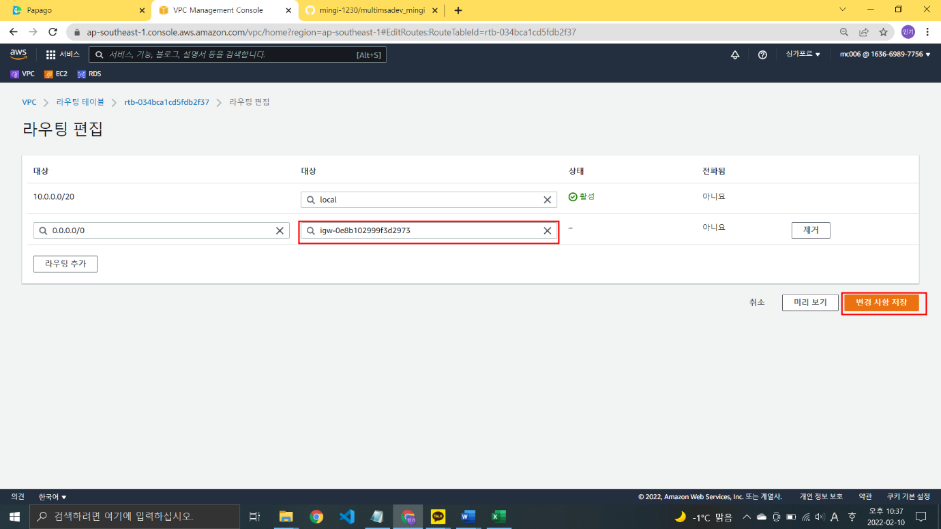 Papago
VPC Management Console
mingi-1230/multimsadev_mingi
ap-southeast-1.console.aws.amazon.com/vpc/home?region=ap-southeast-1#EditRoutes:RouteTableId=rtb-034bca1cd5fdb2f37
민기
aws
서비스
서비스, 기능, 블로그, 설명서 등을 검색합니다.
[Alt+S]
싱가포르
mc006 @ 1636-6989-7756
VPC
EC2
RDS
VPC
라우팅 테이블
rtb-034bca1cd5fdb2f37
라우팅 편집
라우팅 편집
대상 대상 상태 전파됨
10.0.0.0/20 local 활성 아니요
0.0.0.0/0 igw-0e8b102999f3d2973 – 아니요 제거
라우팅 추가
취소 미리 보기 변경 사항 저장
의견 한국어
© 2022, Amazon Web Services, Inc. 또는 계열사. 개인 정보 보호 약관 쿠키 기본 설정
검색하려면 여기에 입력하십시오.
TALK
-1°C 맑음
A
오후 10:37
2022-02-10